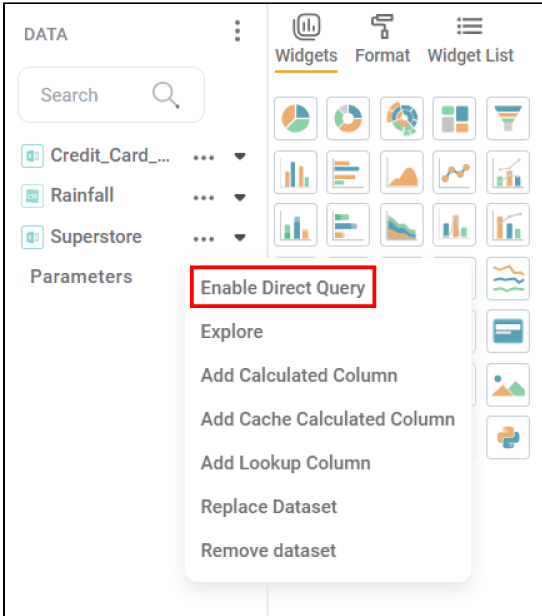 DATA
Widgets Format Widget List
Search
Credit_Card_...
Rainfall
Superstore
Parameters
Enable Direct Query
Explore
Add Calculated Column
Add Cache Calculated Column
Add Lookup Column
Replace Dataset
Remove dataset